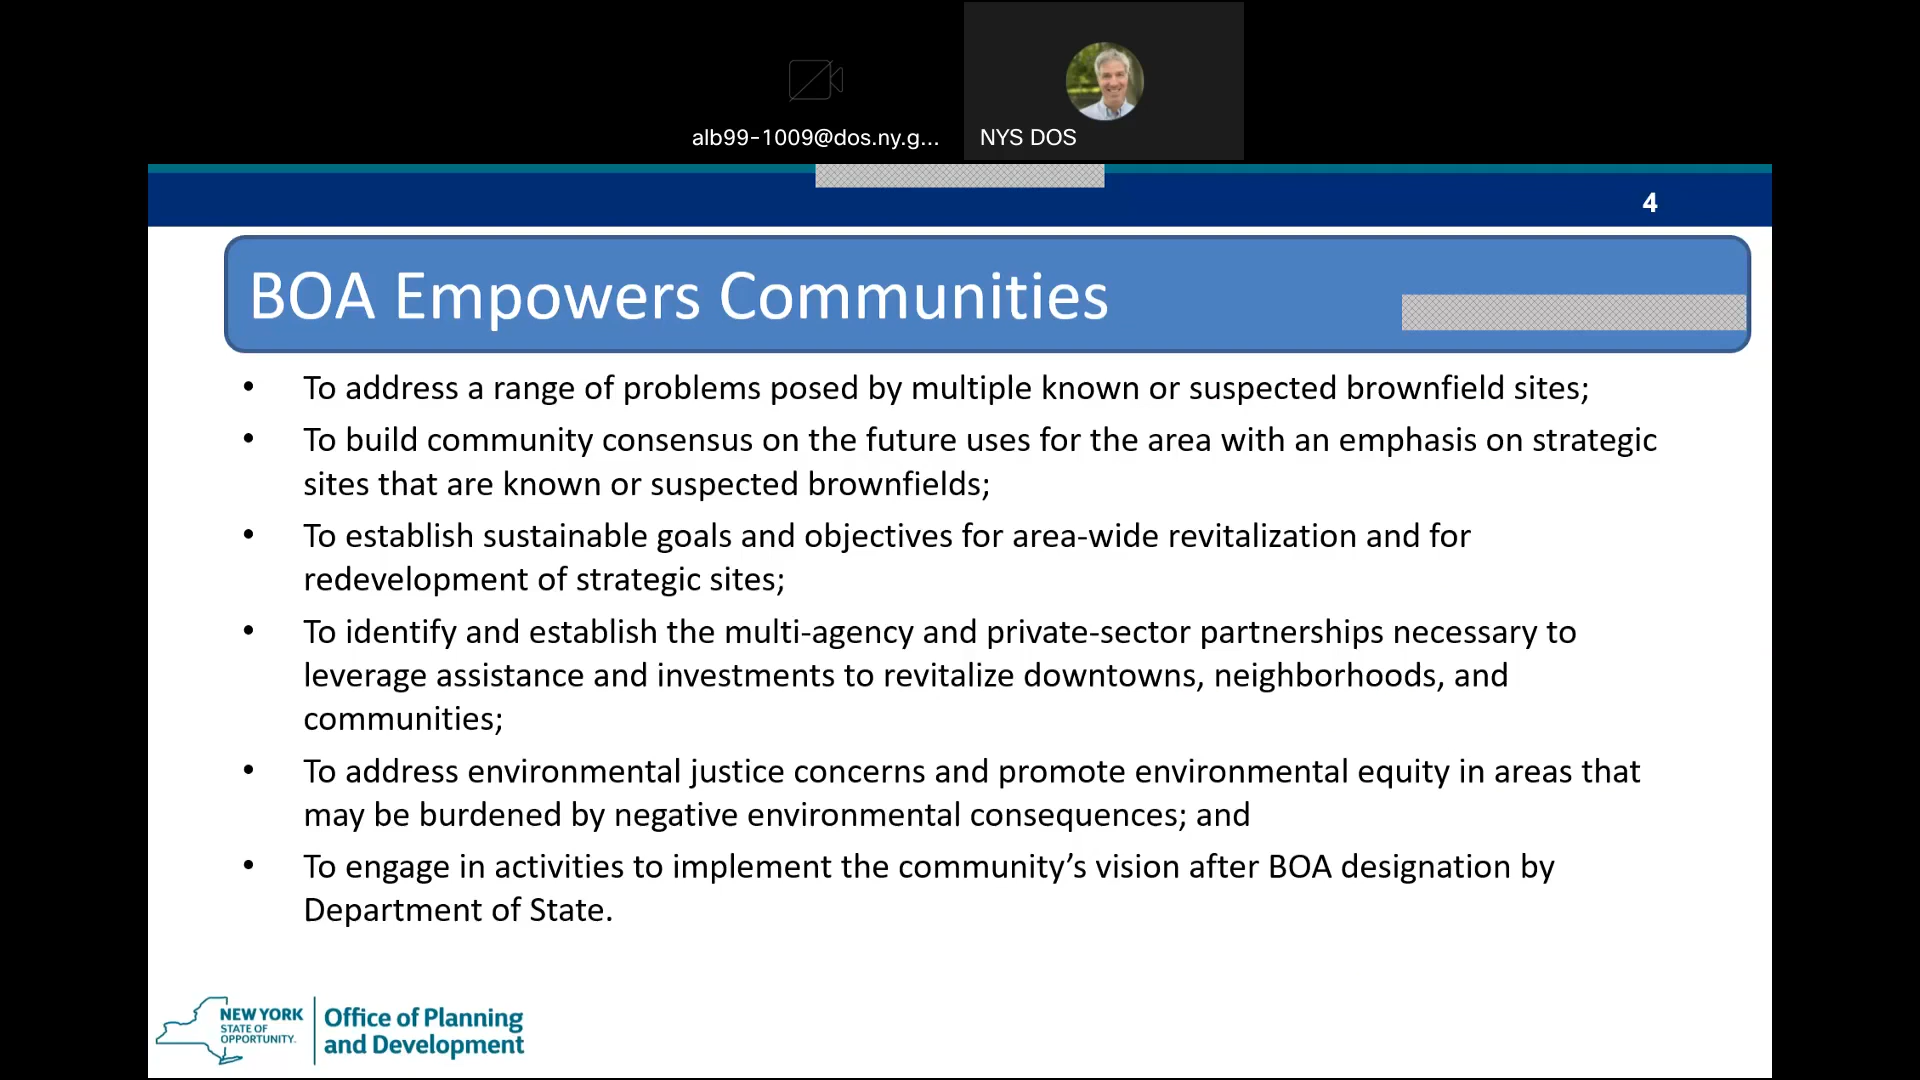 alb99-1009@dos.ny.g...
NYS DOS
4
BOA Empowers Communities
• To address a range of problems posed by multiple known or suspected brownfield sites;
• To build community consensus on the future uses for the area with an emphasis on strategic
sites that are known or suspected brownfields;
• To establish sustainable goals and objectives for area-wide revitalization and for
redevelopment of strategic sites;
• To identify and establish the multi-agency and private-sector partnerships necessary to
leverage assistance and investments to revitalize downtowns, neighborhoods, and
communities;
• To address environmental justice concerns and promote environmental equity in areas that
may be burdened by negative environmental consequences; and
• To engage in activities to implement the community’s vision after BOA designation by
Department of State.
NEW YORK
STATE OF
OPPORTUNITY.
Office of Planning
and Development